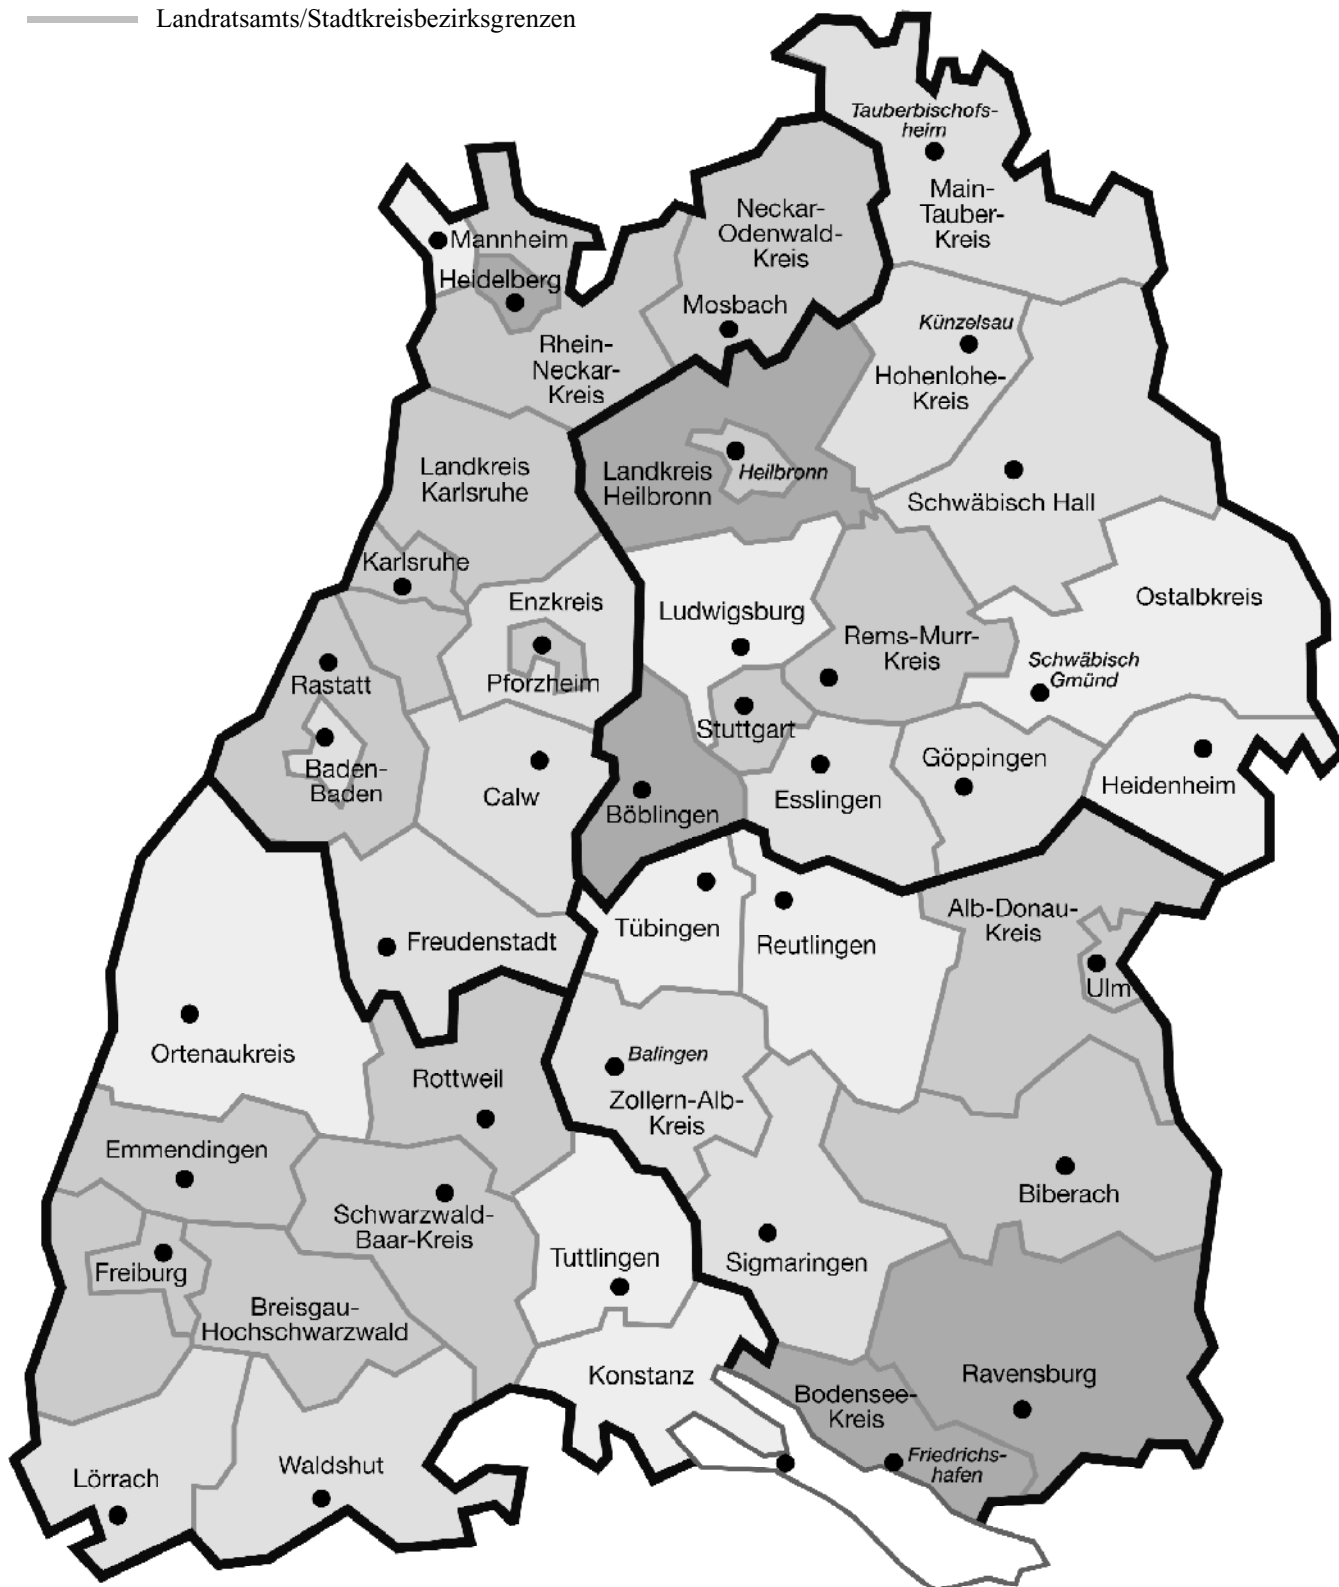 Landratsamts/Stadtkreisbezirksgrenzen
Tauberbischofs-
heim
Main-
Tauber-
Kreis
Neckar-
Odenwald-
Kreis
Mosbach
Mannheim
Heidelberg
Rhein-
Neckar-
Kreis
Künzelsau
Hohenlohe-
Kreis
Landkreis
Karlsruhe
Landkreis
Heilbronn
Heilbronn
Schwäbisch Hall
Karlsruhe
Enzkreis
Pforzheim
Ludwigsburg
Rems-Murr-
Kreis
Ostalbkreis
Schwäbisch
Gmünd
Rastatt
Baden-
Baden
Calw
Stuttgart
Böblingen
Esslingen
Göppingen
Heidenheim
Freudenstadt
Tübingen
Reutlingen
Alb-Donau-
Kreis
Ulm
Ortenaukreis
Rottweil
Balingen
Zollern-Alb-
Kreis
Emmendingen
Schwarzwald-
Baar-Kreis
Biberach
Freiburg
Tuttlingen
Sigmaringen
Breisgau-
Hochschwarzwald
Konstanz
Bodensee-
Kreis
Ravensburg
Friedrichs-
hafen
Lörrach
Waldshut